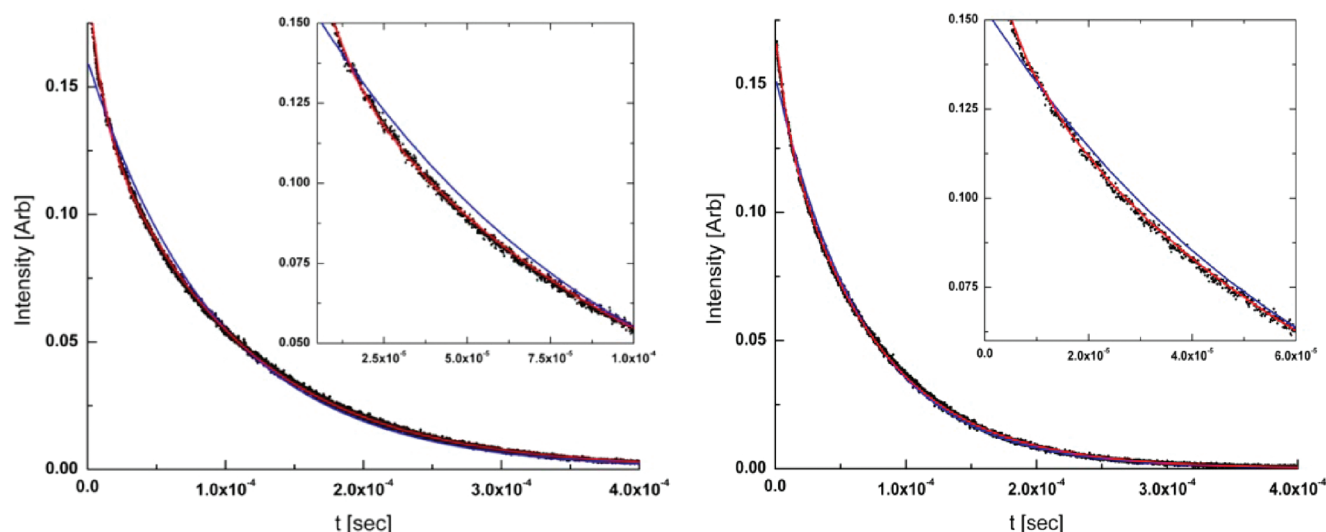 0.150
0.125
0.100
0.075
0.050
2.5x10⁻⁵
5.0x10⁻⁵
7.5x10⁻⁵
1.0x10⁻⁴
0.15
0.10
0.05
0.00
Intensity [Arb]
0.0
1.0x10⁻⁴
2.0x10⁻⁴
3.0x10⁻⁴
4.0x10⁻⁴
t [sec]
0.150
0.125
0.100
0.075
0.0
2.0x10⁻⁵
4.0x10⁻⁵
6.0x10⁻⁵
0.15
0.10
0.05
0.00
Intensity [Arb]
0.0
1.0x10⁻⁴
2.0x10⁻⁴
3.0x10⁻⁴
4.0x10⁻⁴
t [sec]